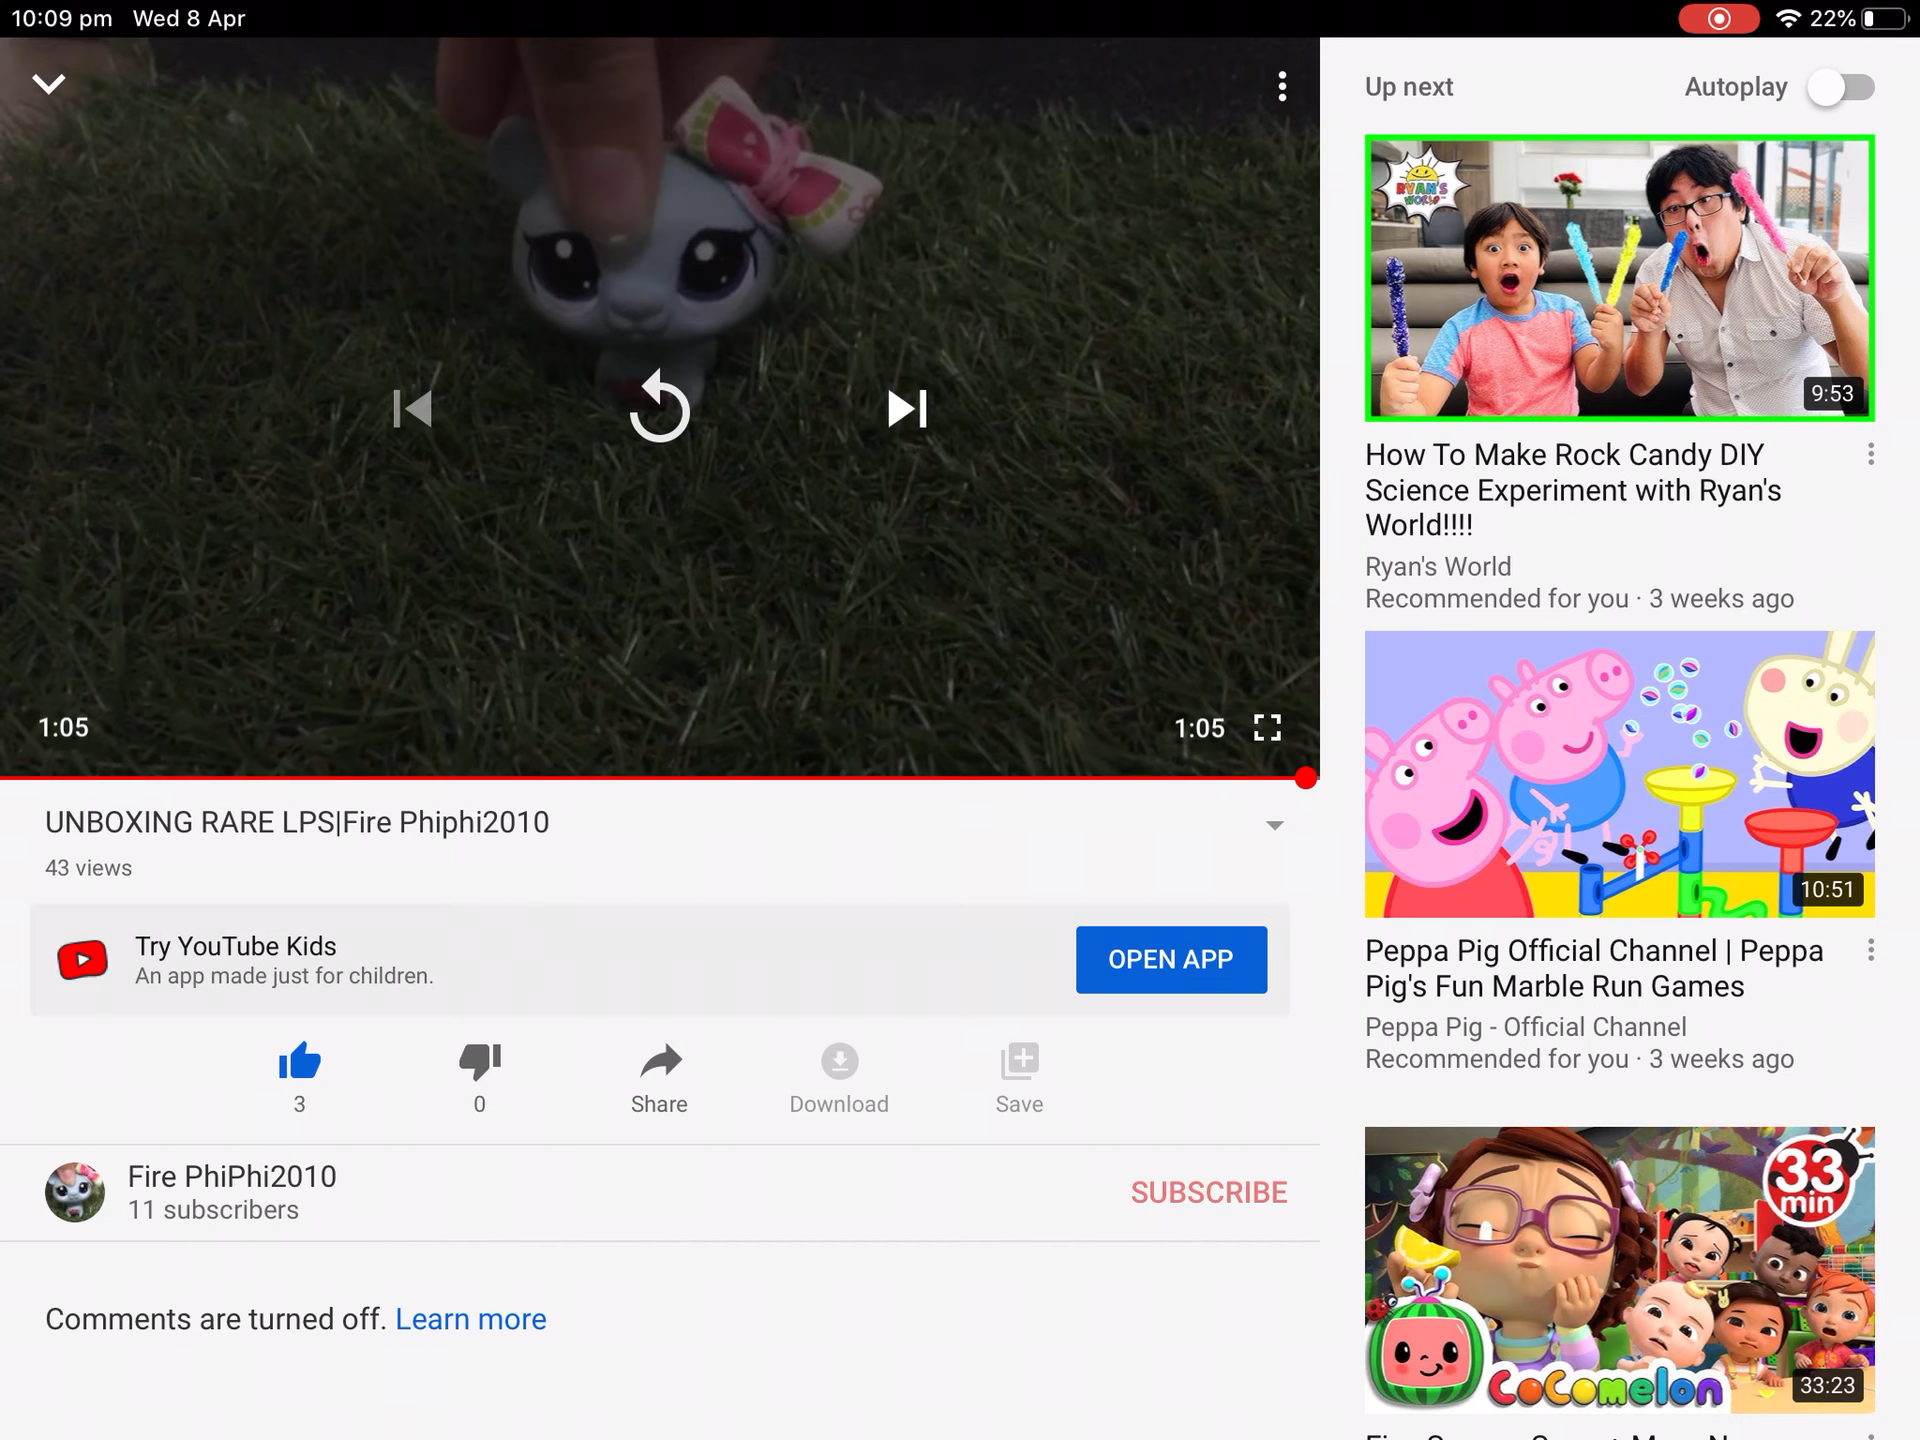 10:09 pm Wed 8 Apr
22%
Up next
Autoplay
RYAN'S
WORLD
9:53
How To Make Rock Candy DIY
Science Experiment with Ryan's
World!!!!
Ryan's World
Recommended for you · 3 weeks ago
10:51
Peppa Pig Official Channel | Peppa
Pig's Fun Marble Run Games
Peppa Pig - Official Channel
Recommended for you · 3 weeks ago
33
min
CoComelon
33:23
1:05
1:05
UNBOXING RARE LPS|Fire Phiphi2010
43 views
Try YouTube Kids
An app made just for children.
OPEN APP
3
0
Share
Download
Save
Fire PhiPhi2010
11 subscribers
SUBSCRIBE
Comments are turned off. Learn more